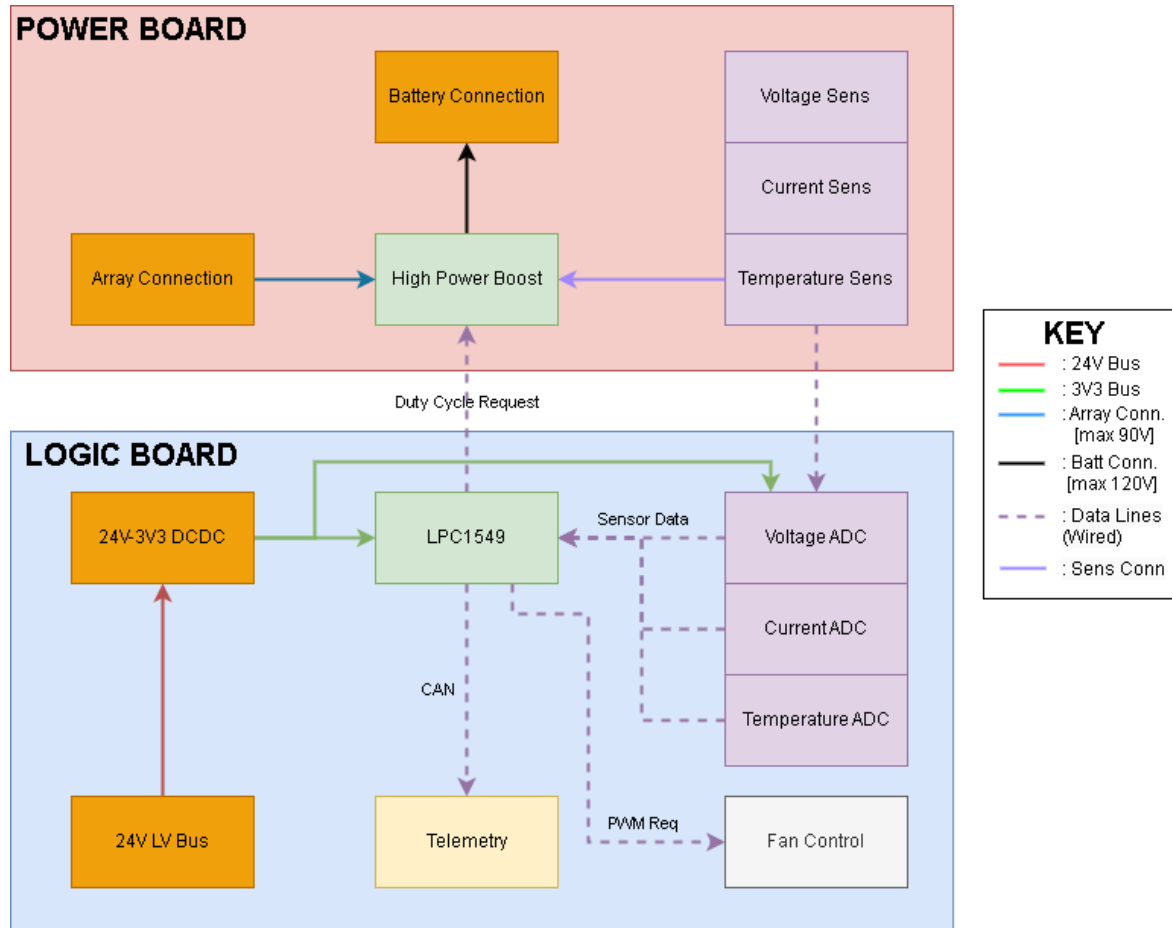 POWER BOARD
Battery Connection
Voltage Sens
Current Sens
Array Connection
High Power Boost
Temperature Sens
Duty Cycle Request
LOGIC BOARD
24V-3V3 DCDC
LPC1549
Sensor Data
Voltage ADC
Current ADC
CAN
Temperature ADC
24V LV Bus
Telemetry
PWM Req
Fan Control
KEY
: 24V Bus
: 3V3 Bus
: Array Conn.
[max 90V]
: Batt Conn.
[max 120V]
: Data Lines
(Wired)
: Sens Conn